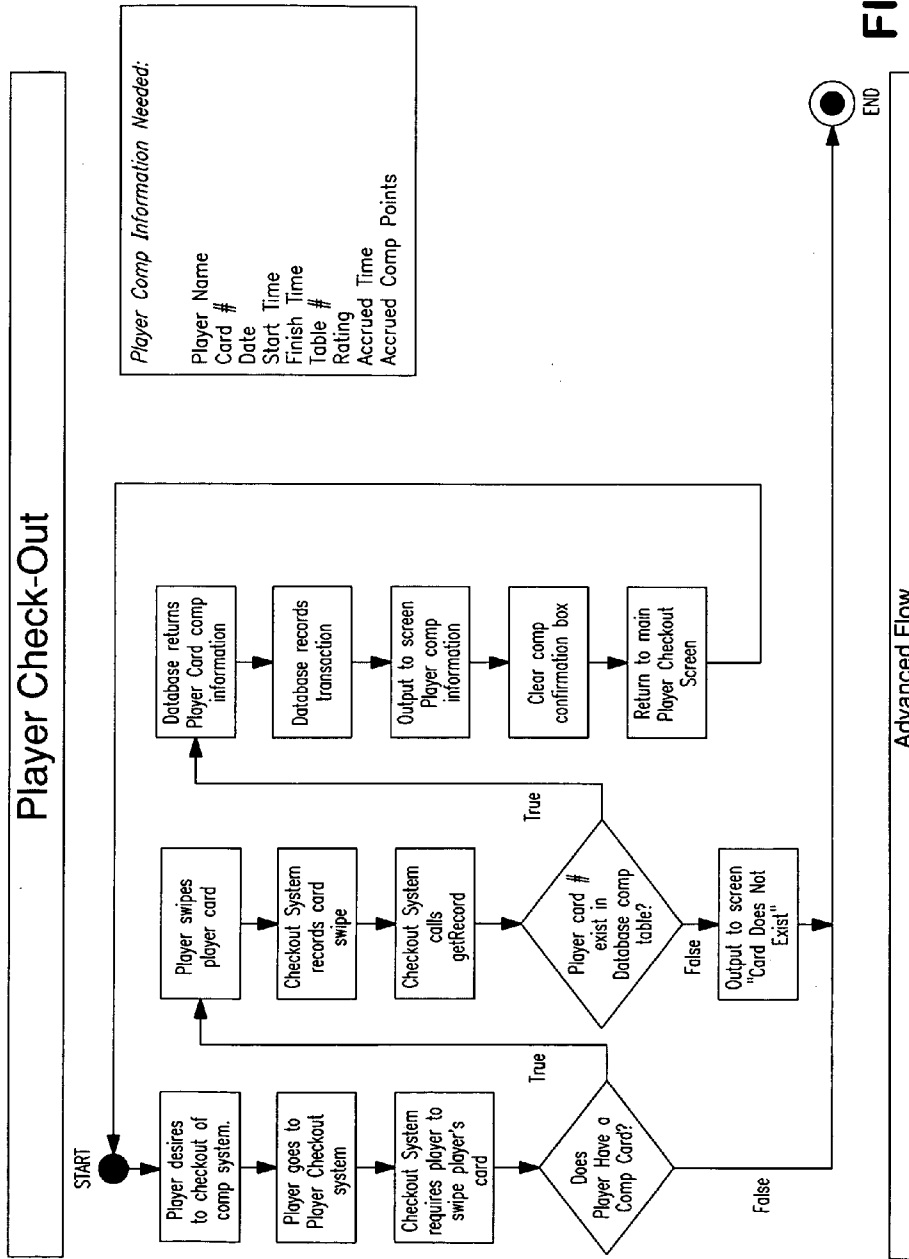 Player Check-Out
START
Player desires
to checkout of
comp system.
Player goes to
Player Checkout
system
Checkout System
requires player to
swipe player's
card
Does
Player Have a
Comp Card?
True
False
Player swipes
player card
Checkout System
records card
swipe
Checkout System
calls
getRecord
Player card #
exist in
Database comp
table?
True
False
Output to screen
"Card Does Not
Exist"
Database returns
Player Card comp
information
Database records
transaction
Output to screen
Player comp
information
Clear comp
confirmation box
Return to main
Player Checkout
Screen
Player Comp Information Needed:
Player Name
Card #
Date
Start Time
Finish Time
Table #
Rating
Accrued Time
Accrued Comp Points
END
Advanced Flow